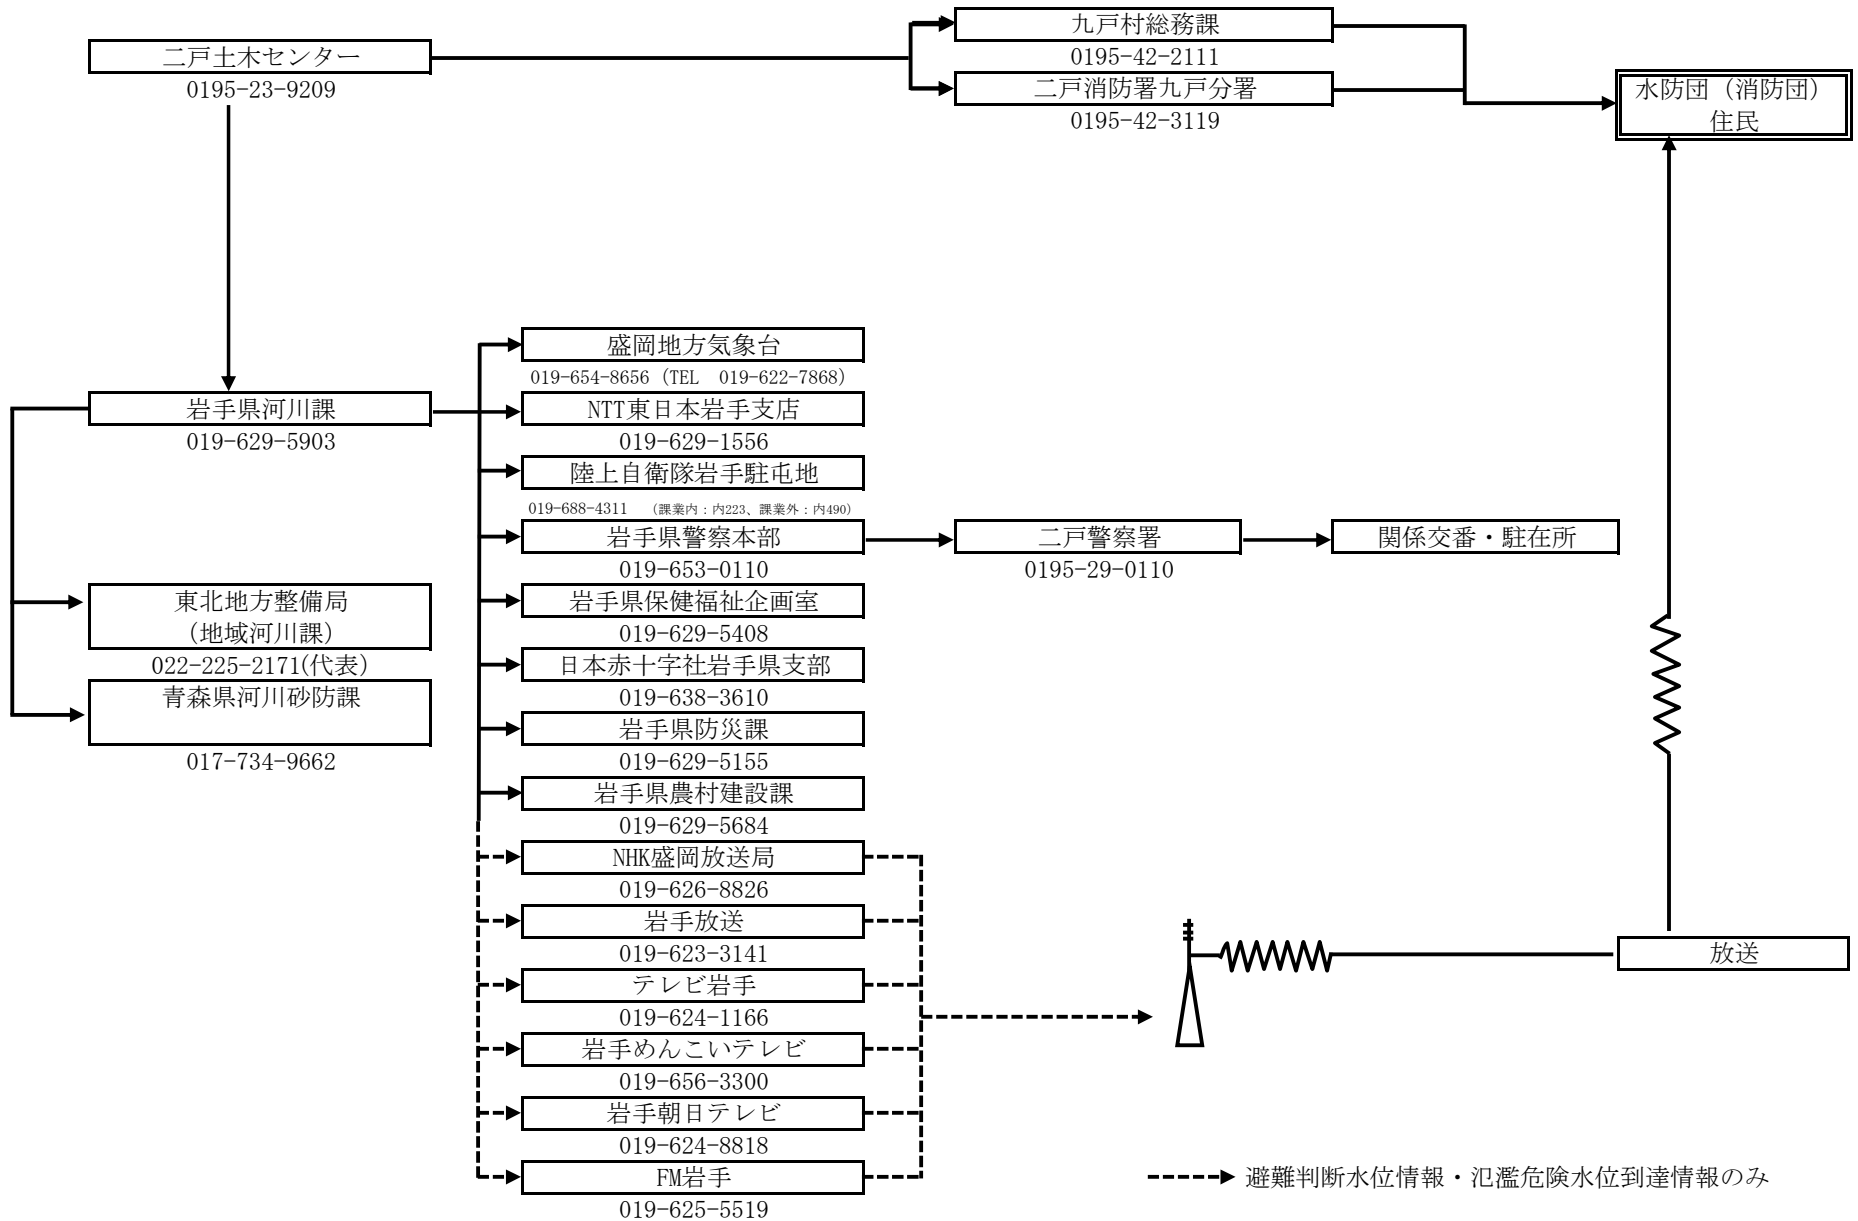 九戸村総務課
二戸土木センター
0195-42-2111
0195-23-9209
二戸消防署九戸分署
0195-42-3119
水防団（消防団）
住民
盛岡地方気象台
019-654-8656（TEL　019-622-7868）
岩手県河川課
019-629-5903
NTT東日本岩手支店
019-629-1556
陸上自衛隊岩手駐屯地
019-688-4311　（課業内：内223、課業外：内490）
岩手県警察本部
019-653-0110
二戸警察署
0195-29-0110
関係交番・駐在所
東北地方整備局
（地域河川課）
022-225-2171(代表）
青森県河川砂防課
017-734-9662
岩手県保健福祉企画室
019-629-5408
日本赤十字社岩手県支部
019-638-3610
岩手県防災課
019-629-5155
岩手県農村建設課
019-629-5684
NHK盛岡放送局
019-626-8826
岩手放送
019-623-3141
放送
テレビ岩手
019-624-1166
岩手めんこいテレビ
019-656-3300
岩手朝日テレビ
019-624-8818
FM岩手
019-625-5519
避難判断水位情報・氾濫危険水位到達情報のみ